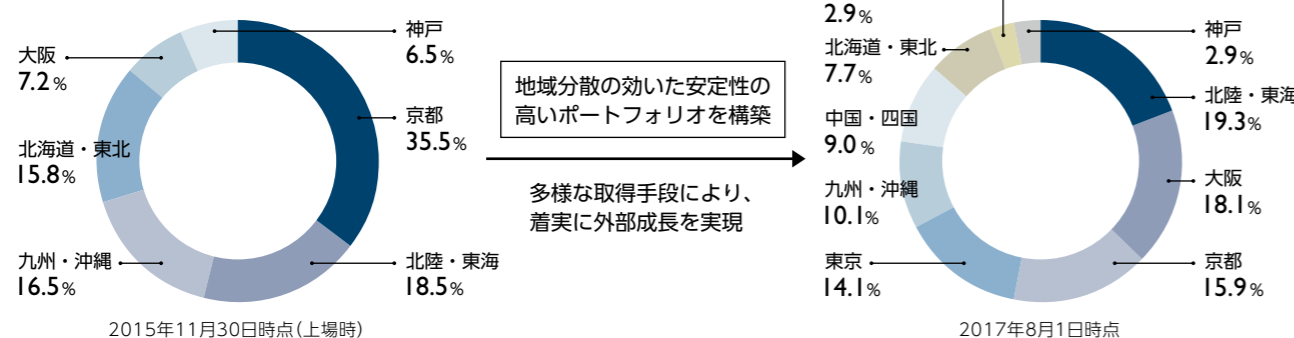 神戸
6.5%
大阪
7.2%
京都
35.5%
北海道・東北
15.8%
九州・沖縄
16.5%
北陸・東海
18.5%
2015年11月30日時点(上場時)
地域分散の効いた安定性の
高いポートフォリオを構築
多様な取得手段により、
着実に外部成長を実現
2.9%
神戸
2.9%
北海道・東北
7.7%
北陸・東海
19.3%
中国・四国
9.0%
大阪
18.1%
九州・沖縄
10.1%
東京
14.1%
京都
15.9%
2017年8月1日時点